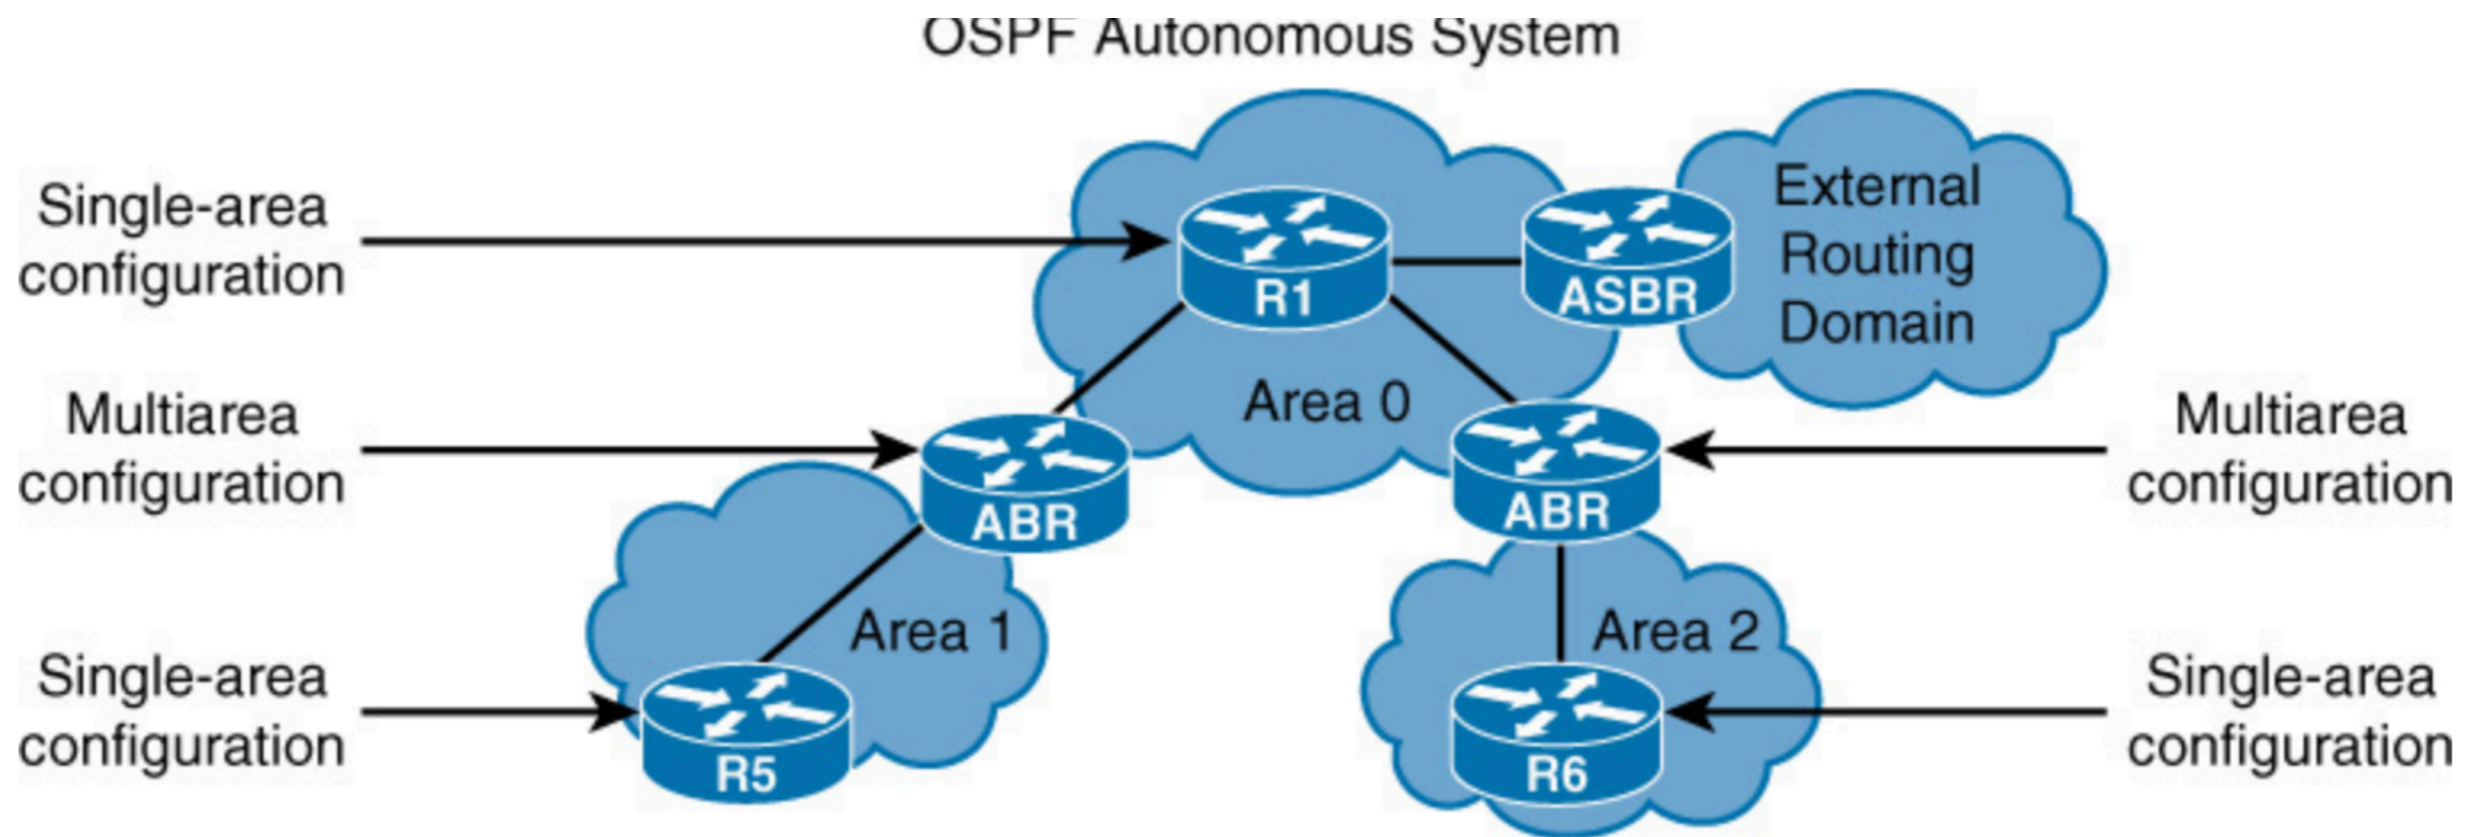 OSPF Autonomous System
Single-area
configuration
R1
ASBR
External
Routing
Domain
Area 0
Multiarea
configuration
ABR
ABR
Multiarea
configuration
Area 1
Area 2
Single-area
configuration
R5
R6
Single-area
configuration